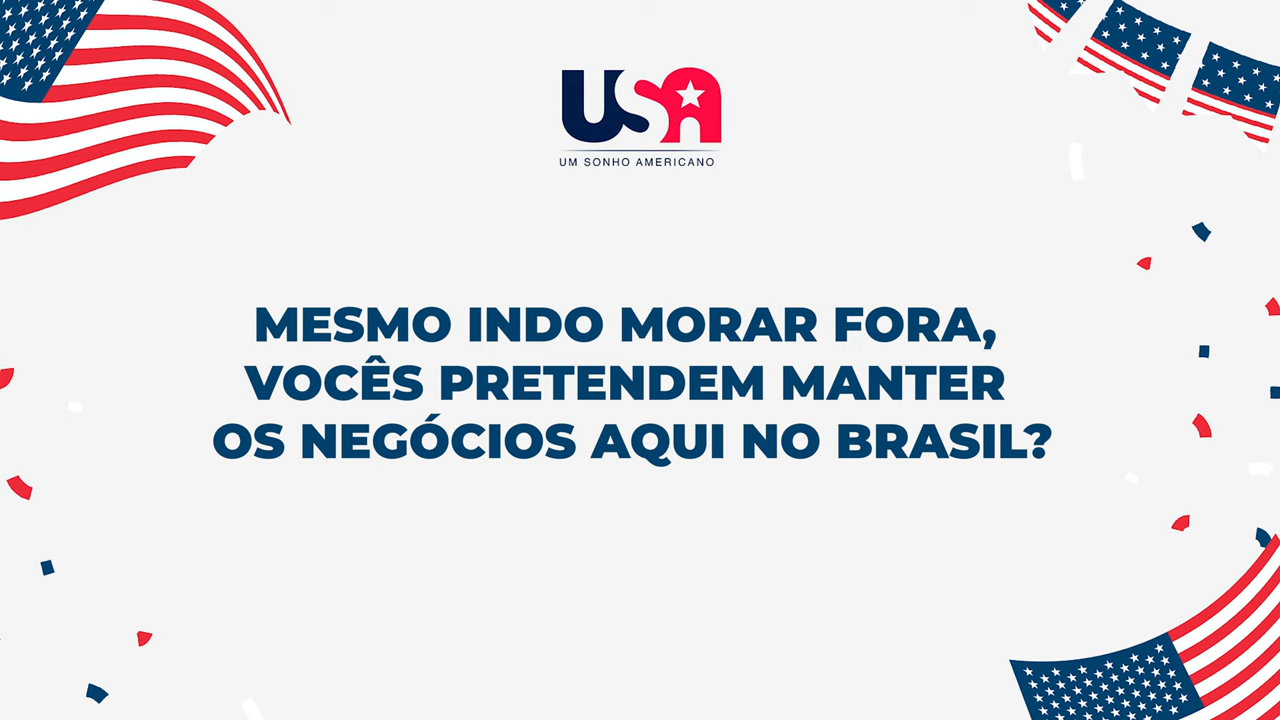 USA
UM SONHO AMERICANO
MESMO INDO MORAR FORA,
VOCÊS PRETENDEM MANTER
OS NEGÓCIOS AQUI NO BRASIL?